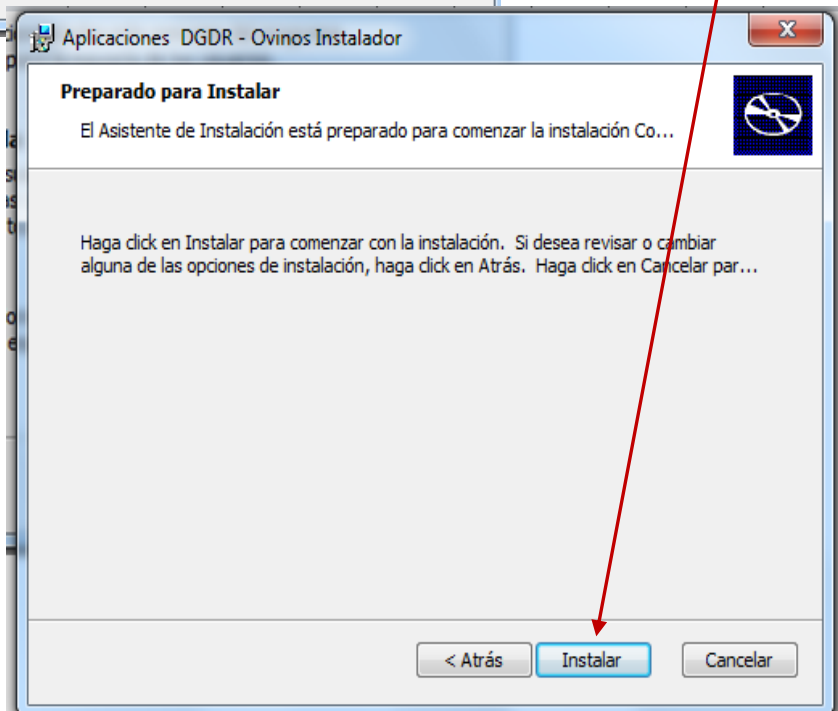 Aplicaciones DGDR - Ovinos Instalador
Preparado para Instalar
El Asistente de Instalación está preparado para comenzar la instalación Co...
Haga click en Instalar para comenzar con la instalación. Si desea revisar o cambiar
alguna de las opciones de instalación, haga click en Atrás. Haga click en Cancelar par...
< Atrás
Instalar
Cancelar